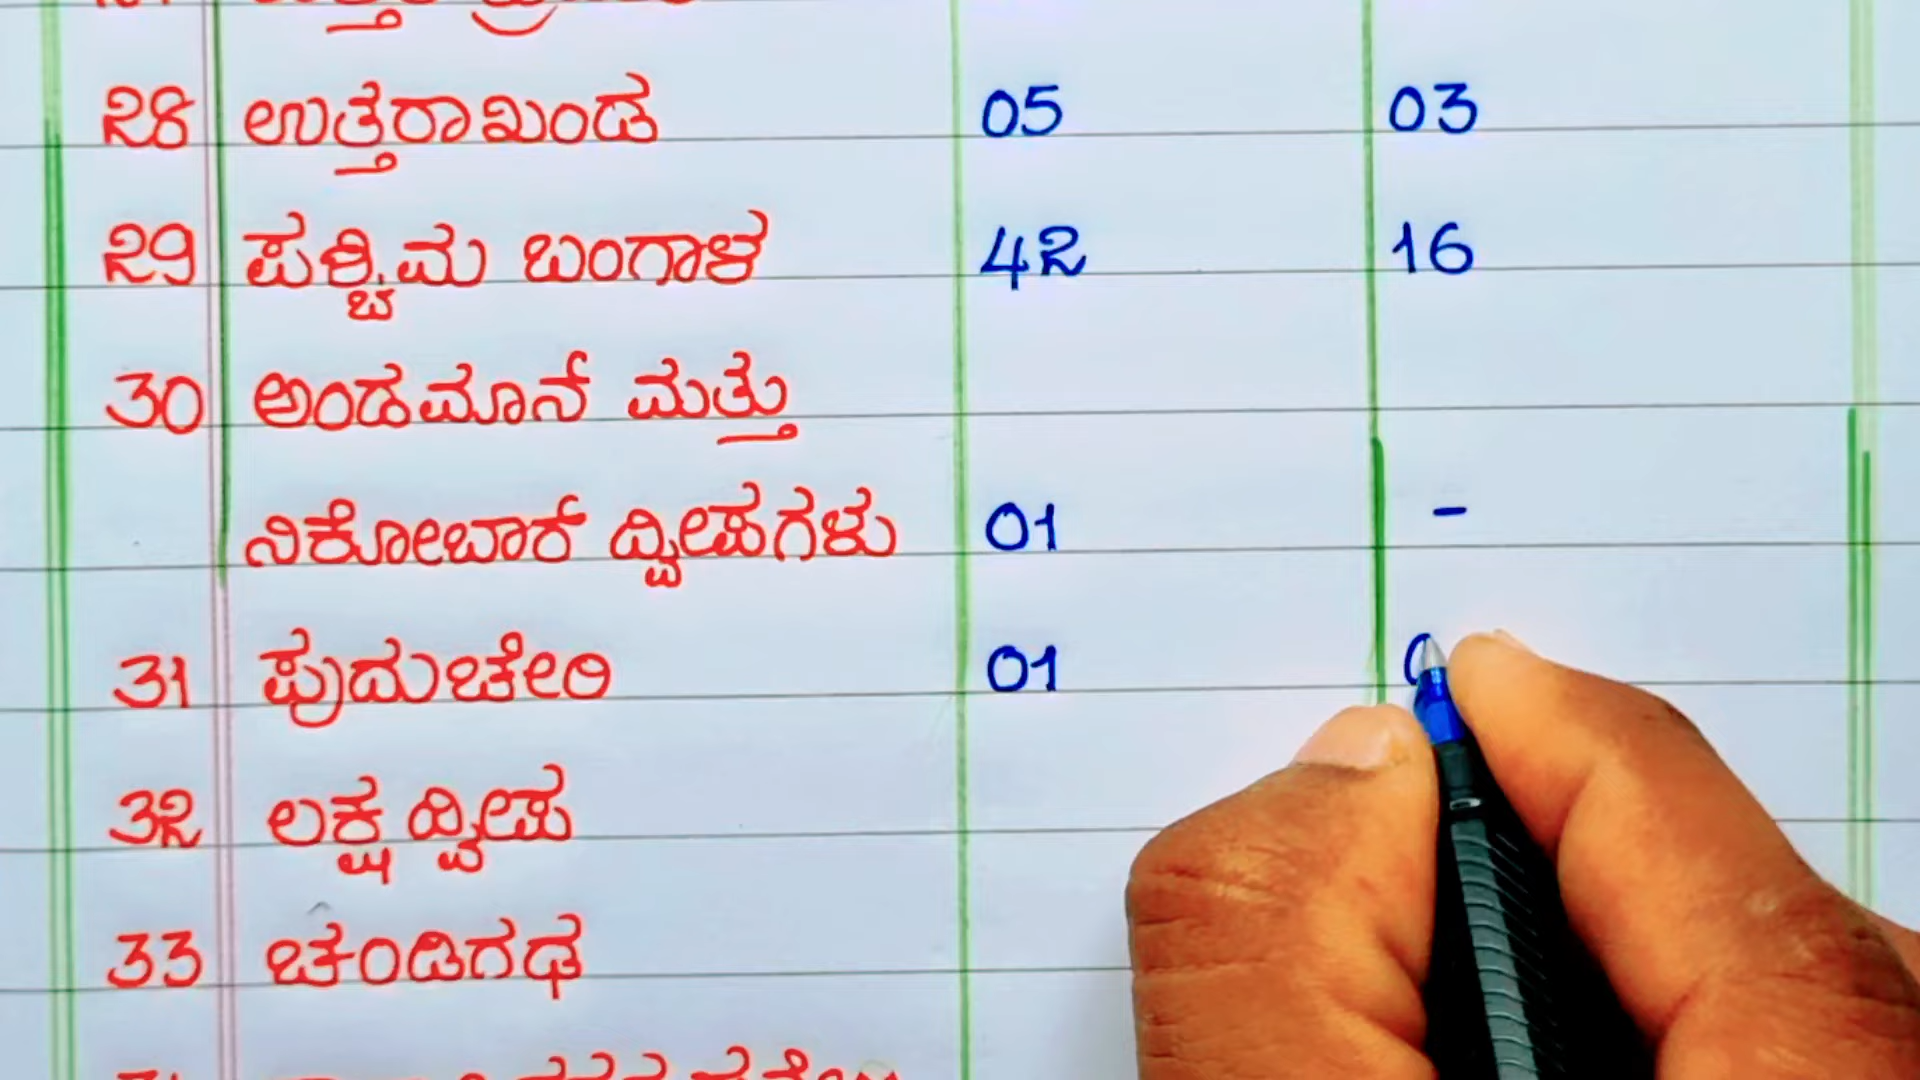 28 ಉತ್ತರಾಖಂಡ 05 03
29 ಪಶ್ಚಿಮ ಬಂಗಾಳ 42 16
30 ಅಂಡಮಾನ್ ಮತ್ತು
ನಿಕೋಬಾರ್ ದ್ವೀಪಗಳು 01 -
31 ಪುದುಚೇರಿ 01 0
32 ಲಕ್ಷ ದ್ವೀಪ
33 ಚಂಡಿಗಢ